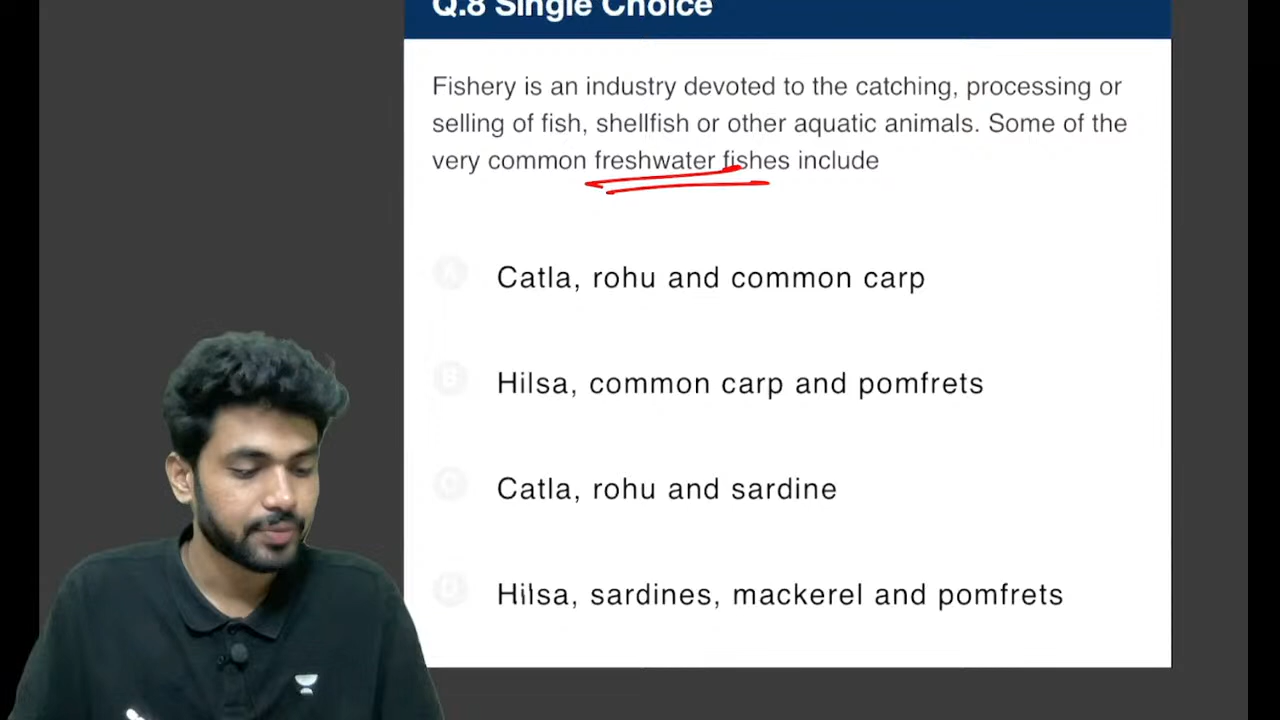 Q.8 Single Choice
Fishery is an industry devoted to the catching, processing or
selling of fish, shellfish or other aquatic animals. Some of the
very common freshwater fishes include
A Catla, rohu and common carp
B Hilsa, common carp and pomfrets
C Catla, rohu and sardine
D Hilsa, sardines, mackerel and pomfrets